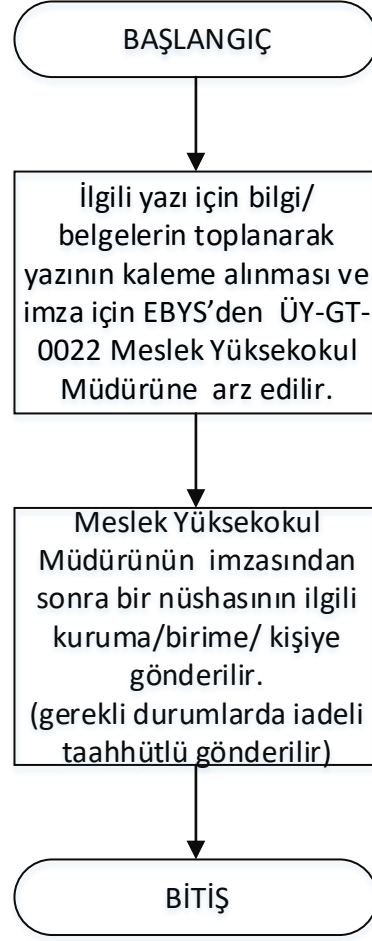 BAŞLANGIÇ
İlgili yazı için bilgi/
belgelerin toplanarak
yazının kaleme alınması ve
imza için EBYS’den ÜY-GT-
0022 Meslek Yüksekokul
Müdürüne arz edilir.
Meslek Yüksekokul
Müdürünün imzasından
sonra bir nüshasının ilgili
kuruma/birime/ kişiye
gönderilir.
(gerekli durumlarda iadeli
taahhütlü gönderilir)
BİTİŞ